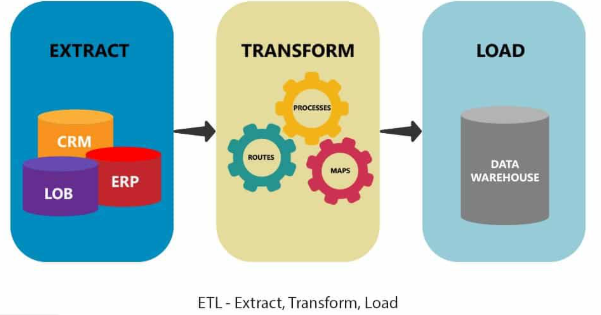 EXTRACT
CRM
LOB
ERP
TRANSFORM
PROCESSES
ROUTES
MAPS
LOAD
DATA
WAREHOUSE
ETL - Extract, Transform, Load